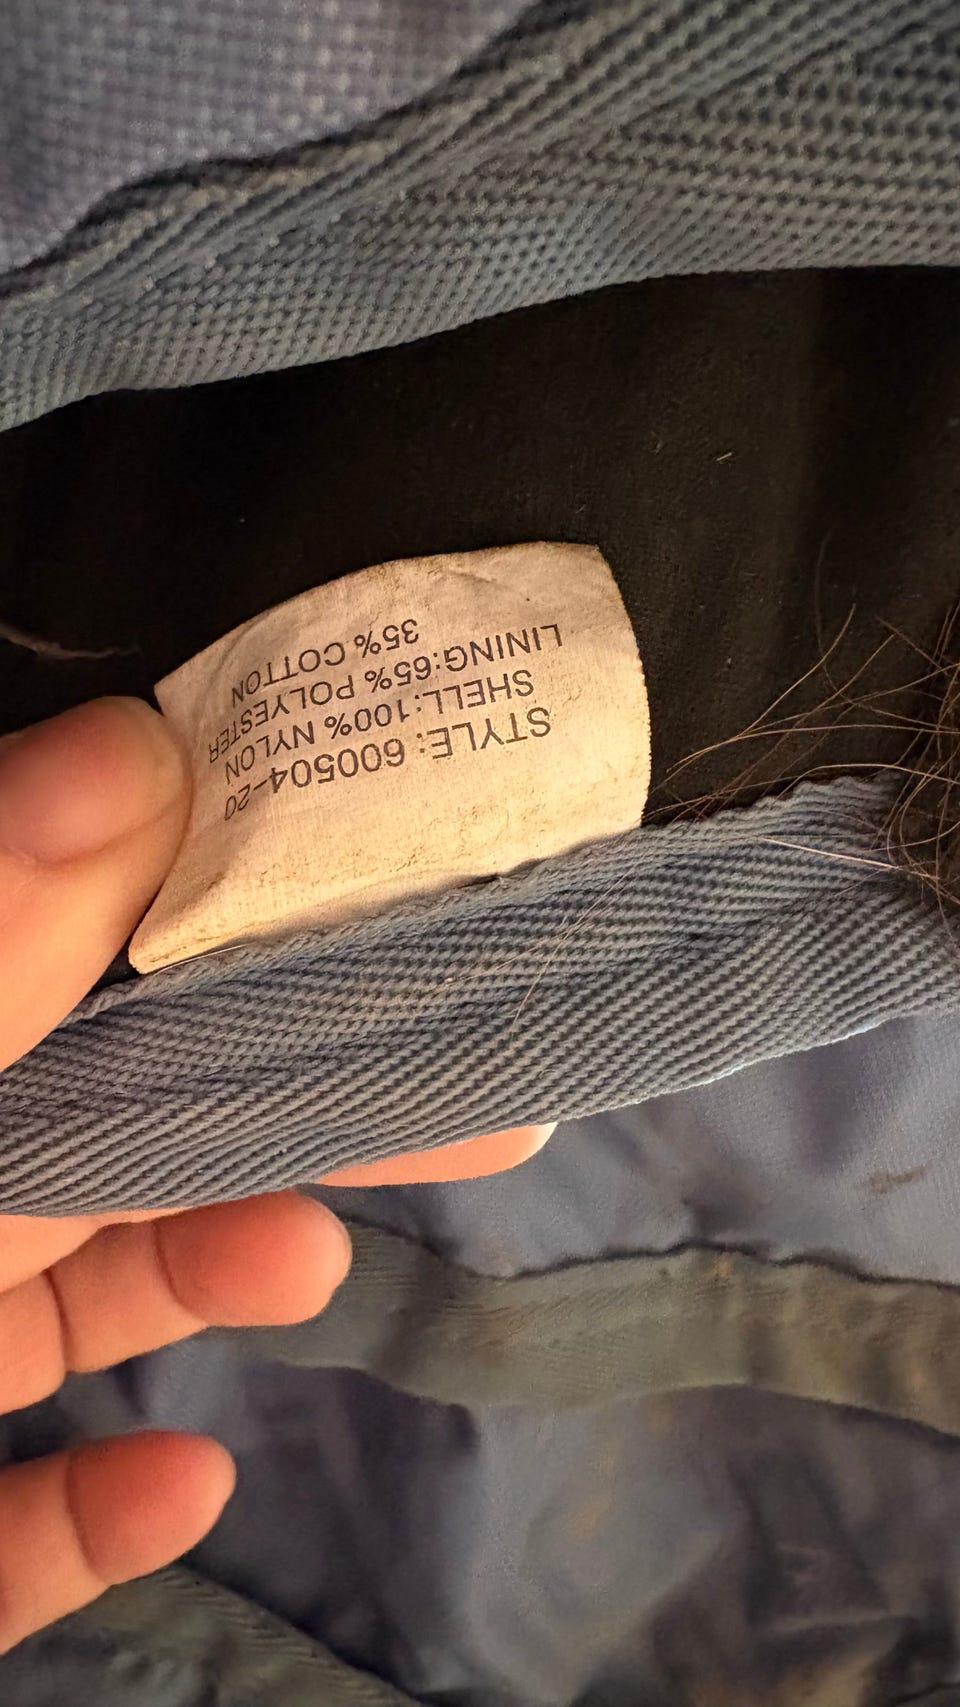 STYLE: 600504-20
SHELL:100% NYLON
LINING:65% POLYESTER
35% COTTON